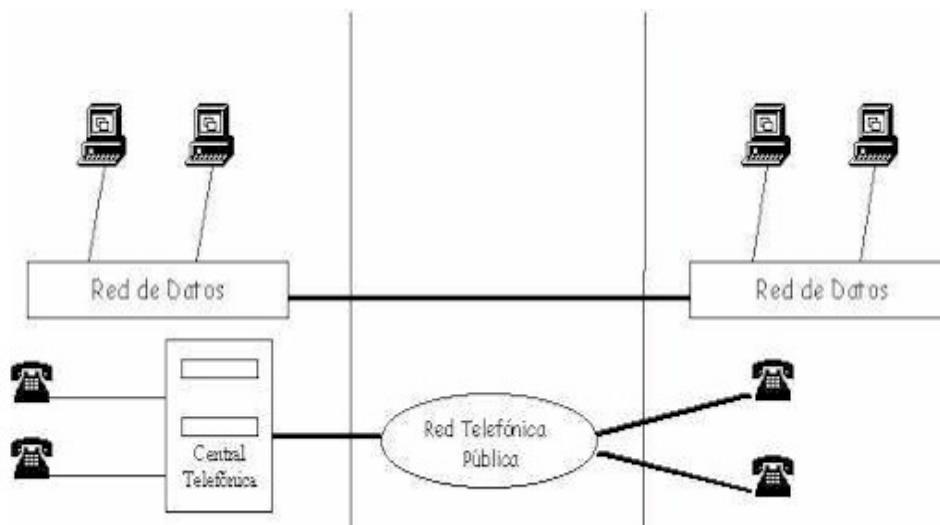 Red de Datos
Red de Datos
Central
Telefónica
Red Telefónica
Pública